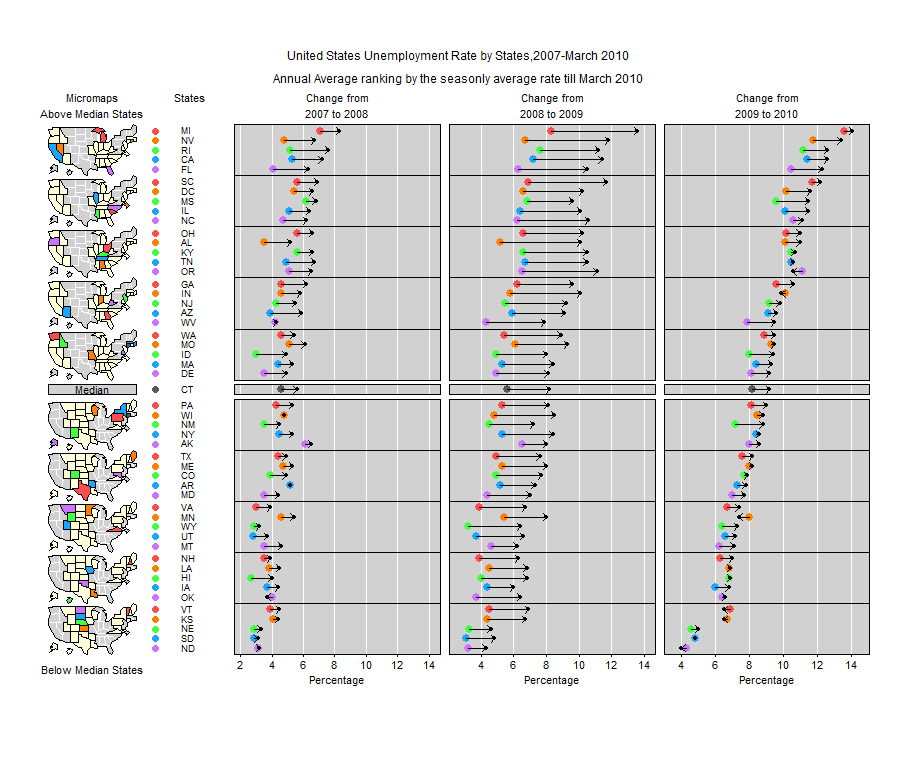 United States Unemployment Rate by States,2007-March 2010
Annual Average ranking by the seasonly average rate till March 2010
Micromaps States Change from Change from Change from
Above Median States 2007 to 2008 2008 to 2009 2009 to 2010
MI
NV
RI
CA
FL
SC
DC
MS
IL
NC
OH
AL
KY
TN
OR
GA
IN
NJ
AZ
WV
WA
MO
ID
MA
DE
Median CT
PA
WI
NM
NY
AK
TX
ME
CO
AR
MD
VA
MN
WY
UT
MT
NH
LA
HI
IA
OK
VT
KS
NE
SD
ND
2 4 6 8 10 12 14 4 6 8 10 12 14 4 6 8 10 12 14
Below Median States
Percentage Percentage Percentage